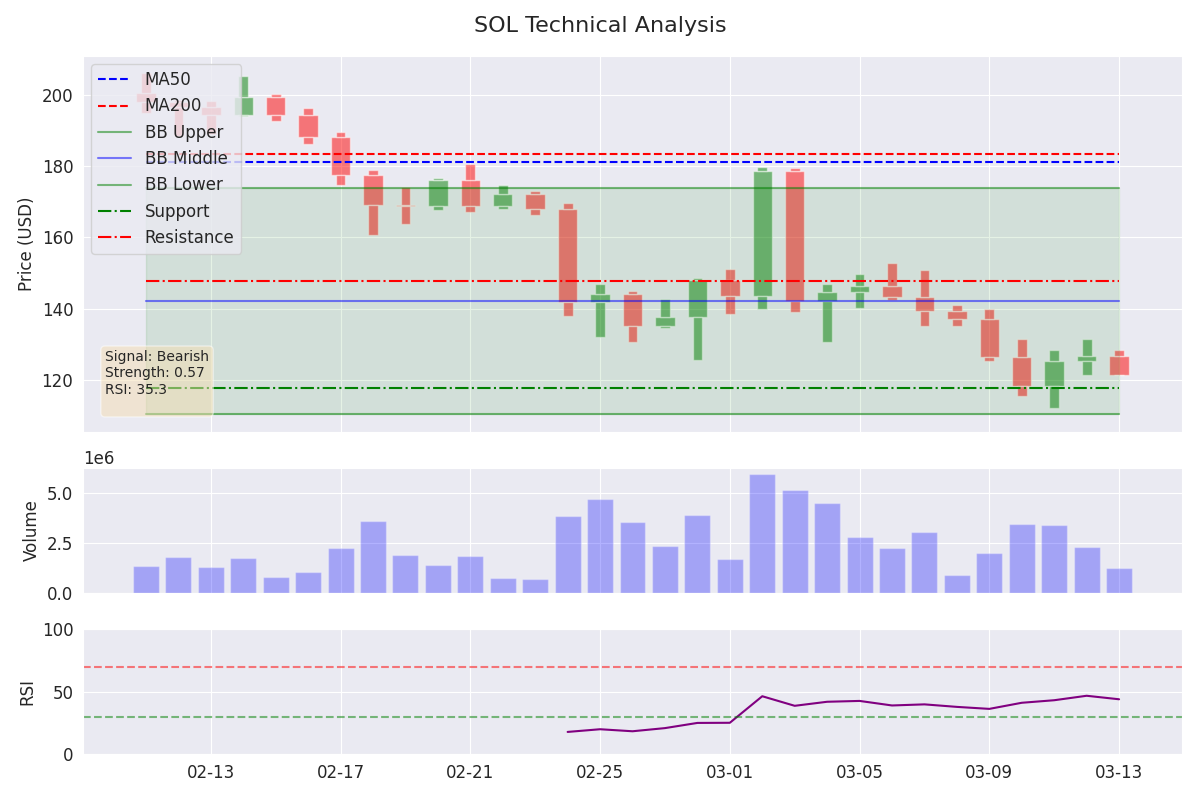 SOL Technical Analysis
MA50
MA200
BB Upper
BB Middle
BB Lower
Support
Resistance
Signal: Bearish
Strength: 0.57
RSI: 35.3
Price (USD)
200
180
160
140
120
1e6
Volume
5.0
2.5
0.0
RSI
100
50
0
02-13 02-17 02-21 02-25 03-01 03-05 03-09 03-13